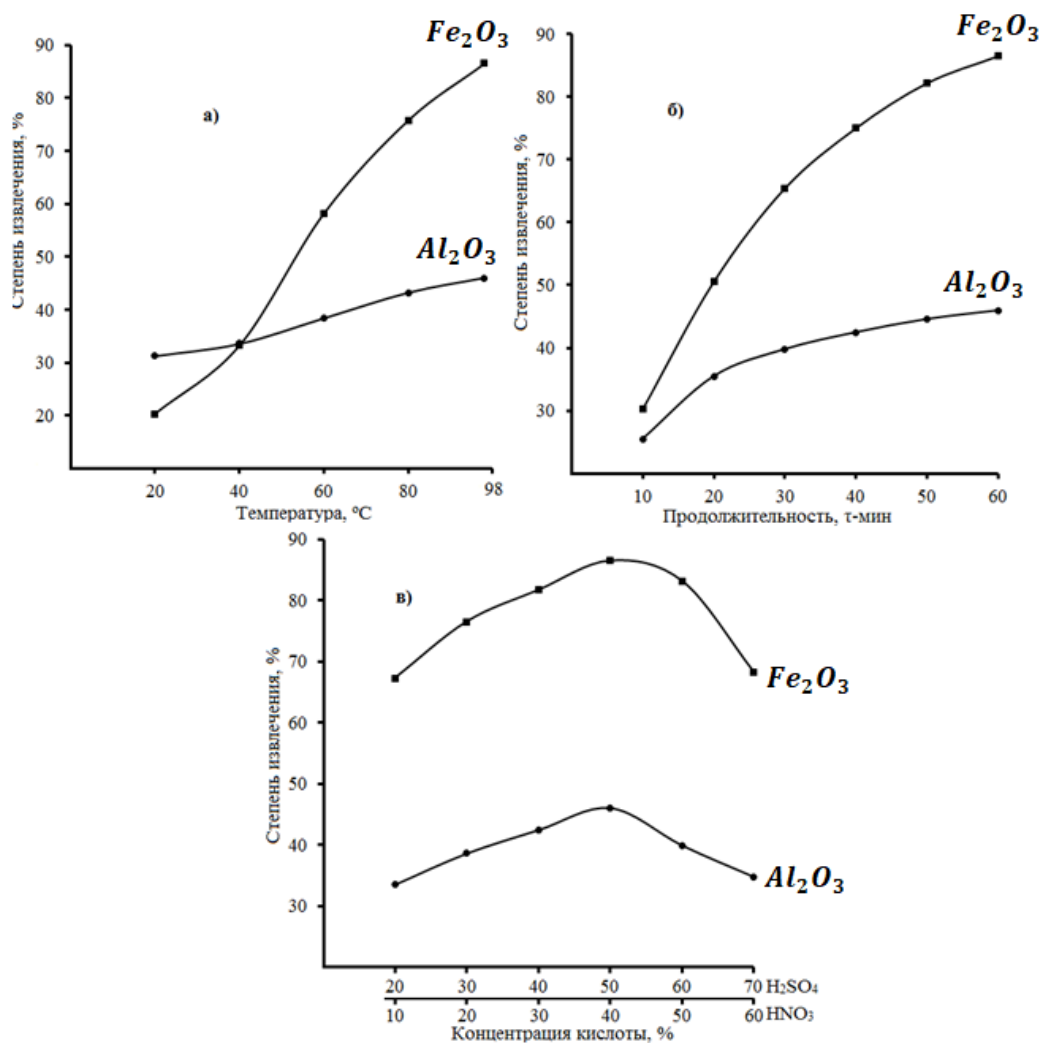 Fe₂O₃
90
80
70
60
50
40
30
20
Степень извлечения, %
а)
Al₂O₃
20 40 60 80 98
Температура, °C
Fe₂O₃
90
80
70
60
50
40
30
Степень извлечения, %
б)
Al₂O₃
10 20 30 40 50 60
Продолжительность, τ-мин
90
80
70
60
50
40
30
Степень извлечения, %
в)
Fe₂O₃
Al₂O₃
20 30 40 50 60 70 H₂SO₄
10 20 30 40 50 60 HNO₃
Концентрация кислоты, %